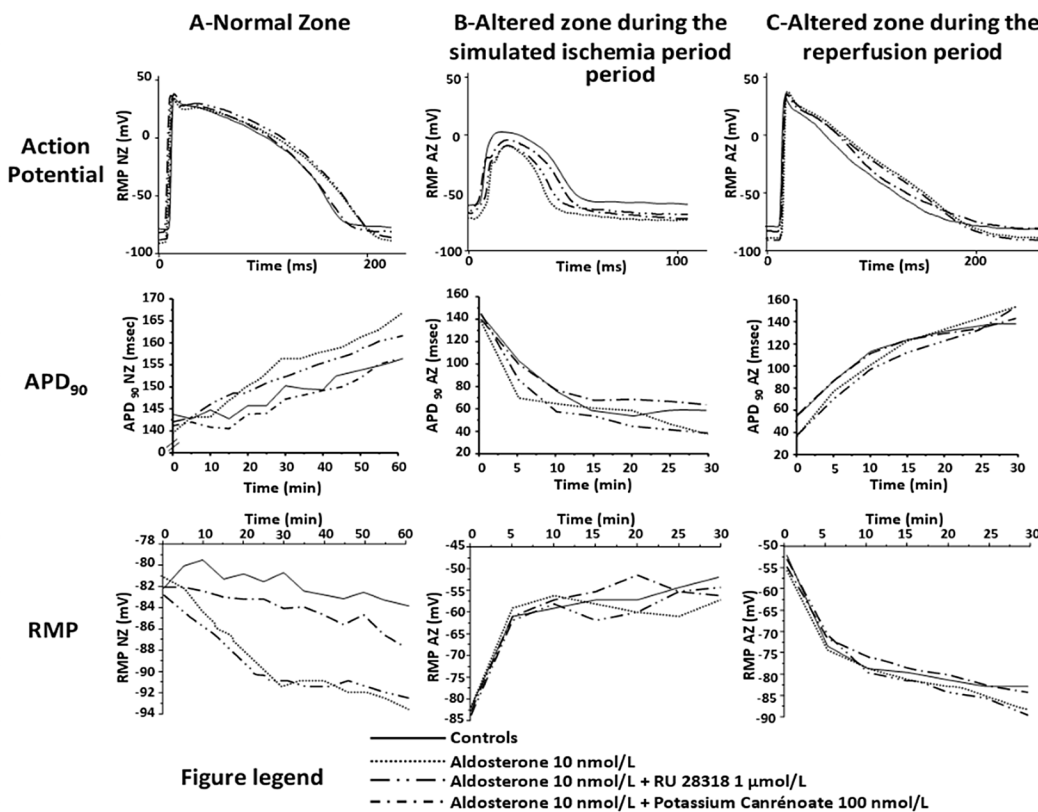 A-Normal Zone
B-Altered zone during the
simulated ischemia period
period
C-Altered zone during the
reperfusion period
Action
Potential
RMP NZ (mV)
50
0
-50
-100
0
200
Time (ms)
RMP AZ (mV)
50
0
-50
-100
0
100
Time (ms)
RMP AZ (mV)
50
0
-50
-100
0
200
Time (ms)
APD90
APD 90 NZ (msec)
170
165
160
155
150
145
140
0
0 10 20 30 40 50 60
Time (min)
APD 90 AZ (msec)
160
140
120
100
80
60
40
20
0 5 10 15 20 25 30
Time (min)
APD 90 AZ (msec)
160
140
120
100
80
60
40
20
0 5 10 15 20 25 30
Time (min)
RMP
Time (min)
0 10 20 30 40 50 60
RMP NZ (mV)
-78
-80
-82
-84
-86
-88
-90
-92
-94
Time (min)
0 5 10 15 20 25 30
RMP AZ (mV)
-45
-50
-55
-60
-65
-70
-75
-80
-85
Time (min)
0 5 10 15 20 25 30
RMP AZ (mV)
-50
-55
-60
-65
-70
-75
-80
-85
-90
Figure legend
Controls
Aldosterone 10 nmol/L
Aldosterone 10 nmol/L + RU 28318 1 μmol/L
Aldosterone 10 nmol/L + Potassium Canrénoate 100 nmol/L